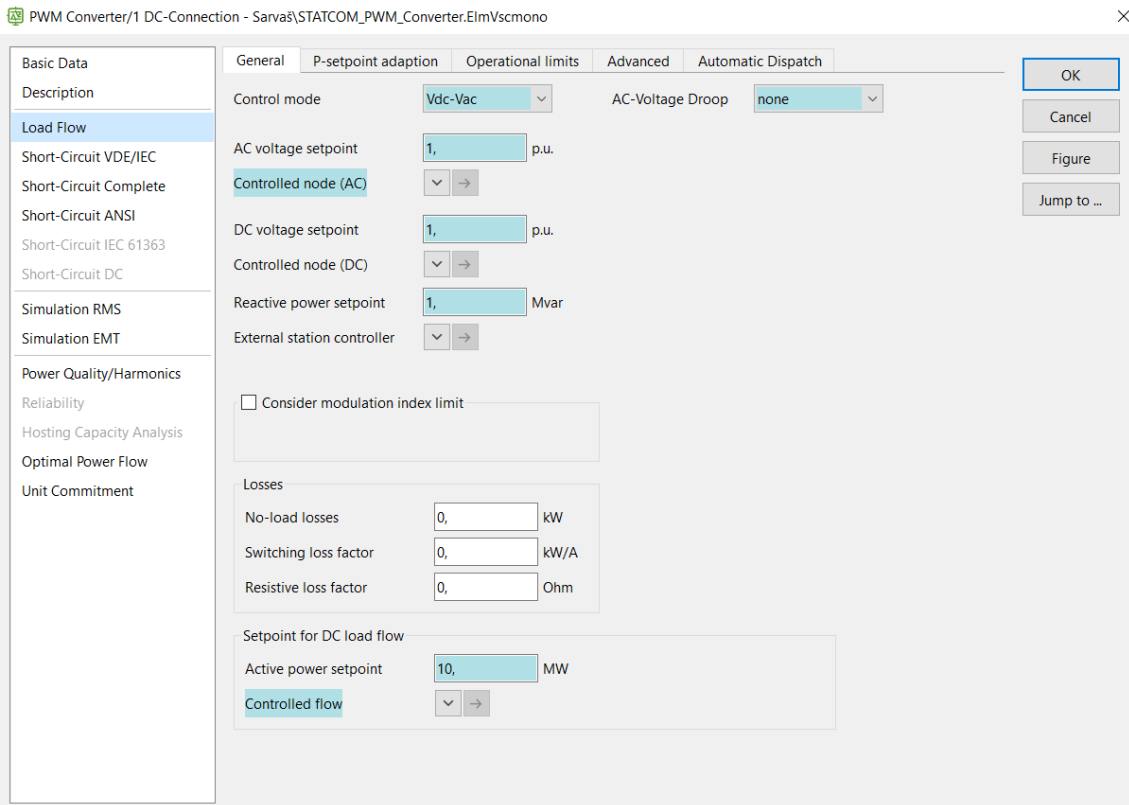 PWM Converter/1 DC-Connection - Sarvaš\STATCOM_PWM_Converter.ElmVscmono
Basic Data
Description
Load Flow
Short-Circuit VDE/IEC
Short-Circuit Complete
Short-Circuit ANSI
Short-Circuit IEC 61363
Short-Circuit DC
Simulation RMS
Simulation EMT
Power Quality/Harmonics
Reliability
Hosting Capacity Analysis
Optimal Power Flow
Unit Commitment
General P-setpoint adaption Operational limits Advanced Automatic Dispatch
Control mode Vdc-Vac AC-Voltage Droop none
AC voltage setpoint 1, p.u.
Controlled node (AC)
DC voltage setpoint 1, p.u.
Controlled node (DC)
Reactive power setpoint 1, Mvar
External station controller
Consider modulation index limit
Losses
No-load losses 0, kW
Switching loss factor 0, kW/A
Resistive loss factor 0, Ohm
Setpoint for DC load flow
Active power setpoint 10, MW
Controlled flow
OK
Cancel
Figure
Jump to ...